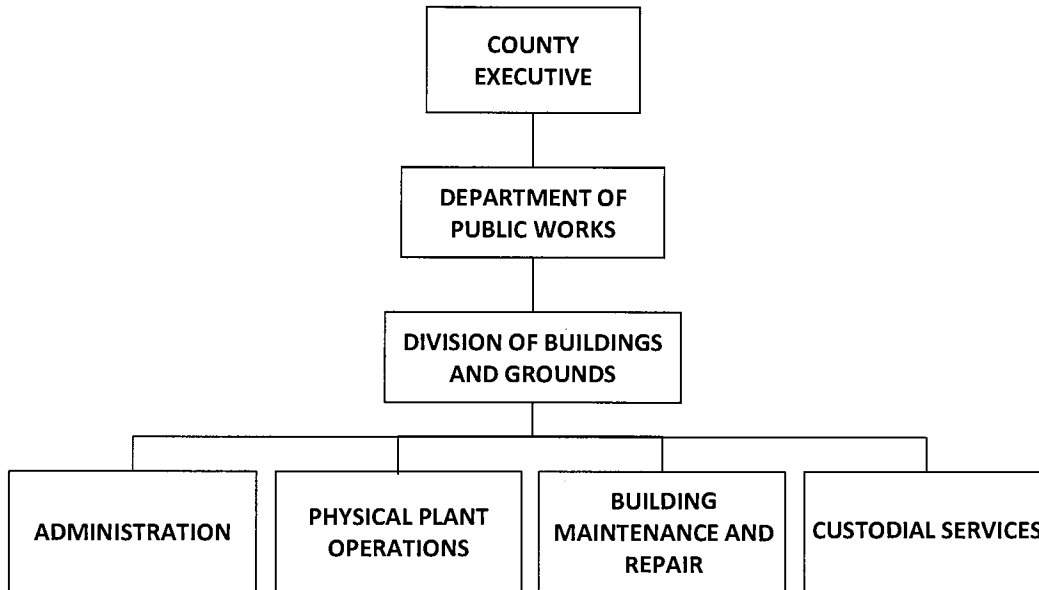 COUNTY
EXECUTIVE
DEPARTMENT OF
PUBLIC WORKS
DIVISION OF BUILDINGS
AND GROUNDS
ADMINISTRATION
PHYSICAL PLANT
OPERATIONS
BUILDING
MAINTENANCE AND
REPAIR
CUSTODIAL SERVICES